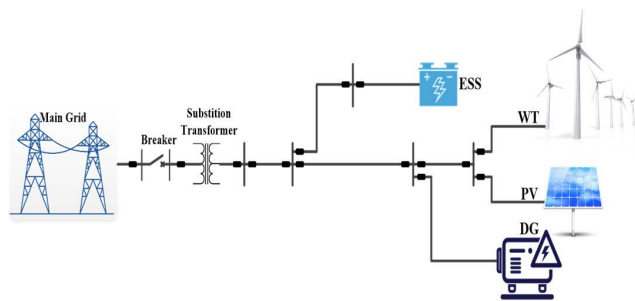 Main Grid
Breaker
Substition
Transformer
ESS
WT
PV
DG